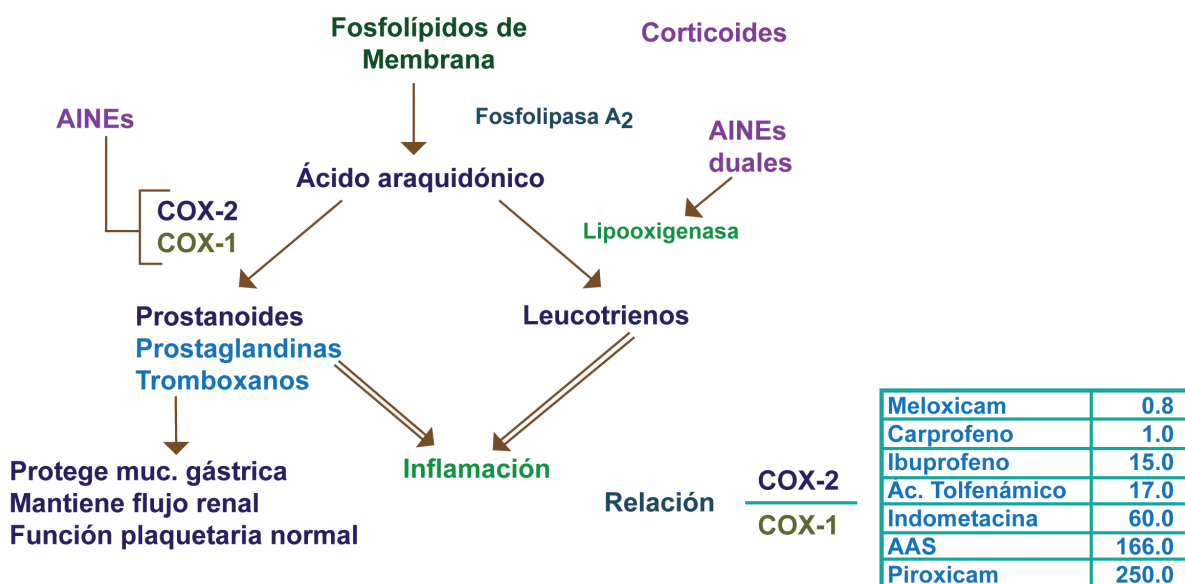 Fosfolípidos de
Membrana
Corticoides
Fosfolipasa A2
AINEs
AINEs
duales
Ácido araquidónico
COX-2
COX-1
Lipooxigenasa
Prostanoides
Prostaglandinas
Tromboxanos
Leucotrienos
Protege muc. gástrica
Mantiene flujo renal
Función plaquetaria normal
Inflamación
Relación
COX-2
COX-1
Meloxicam 0.8
Carprofeno 1.0
Ibuprofeno 15.0
Ac. Tolfenámico 17.0
Indometacina 60.0
AAS 166.0
Piroxicam 250.0